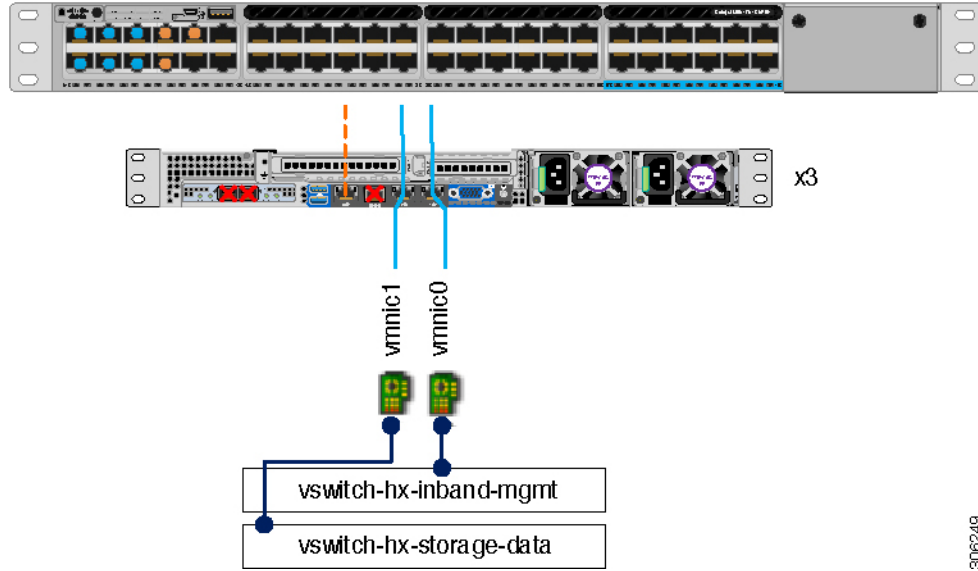 x3
vmnic1
vmnic0
vswitch-hx-inband-mgmt
vswitch-hx-storage-data
306249